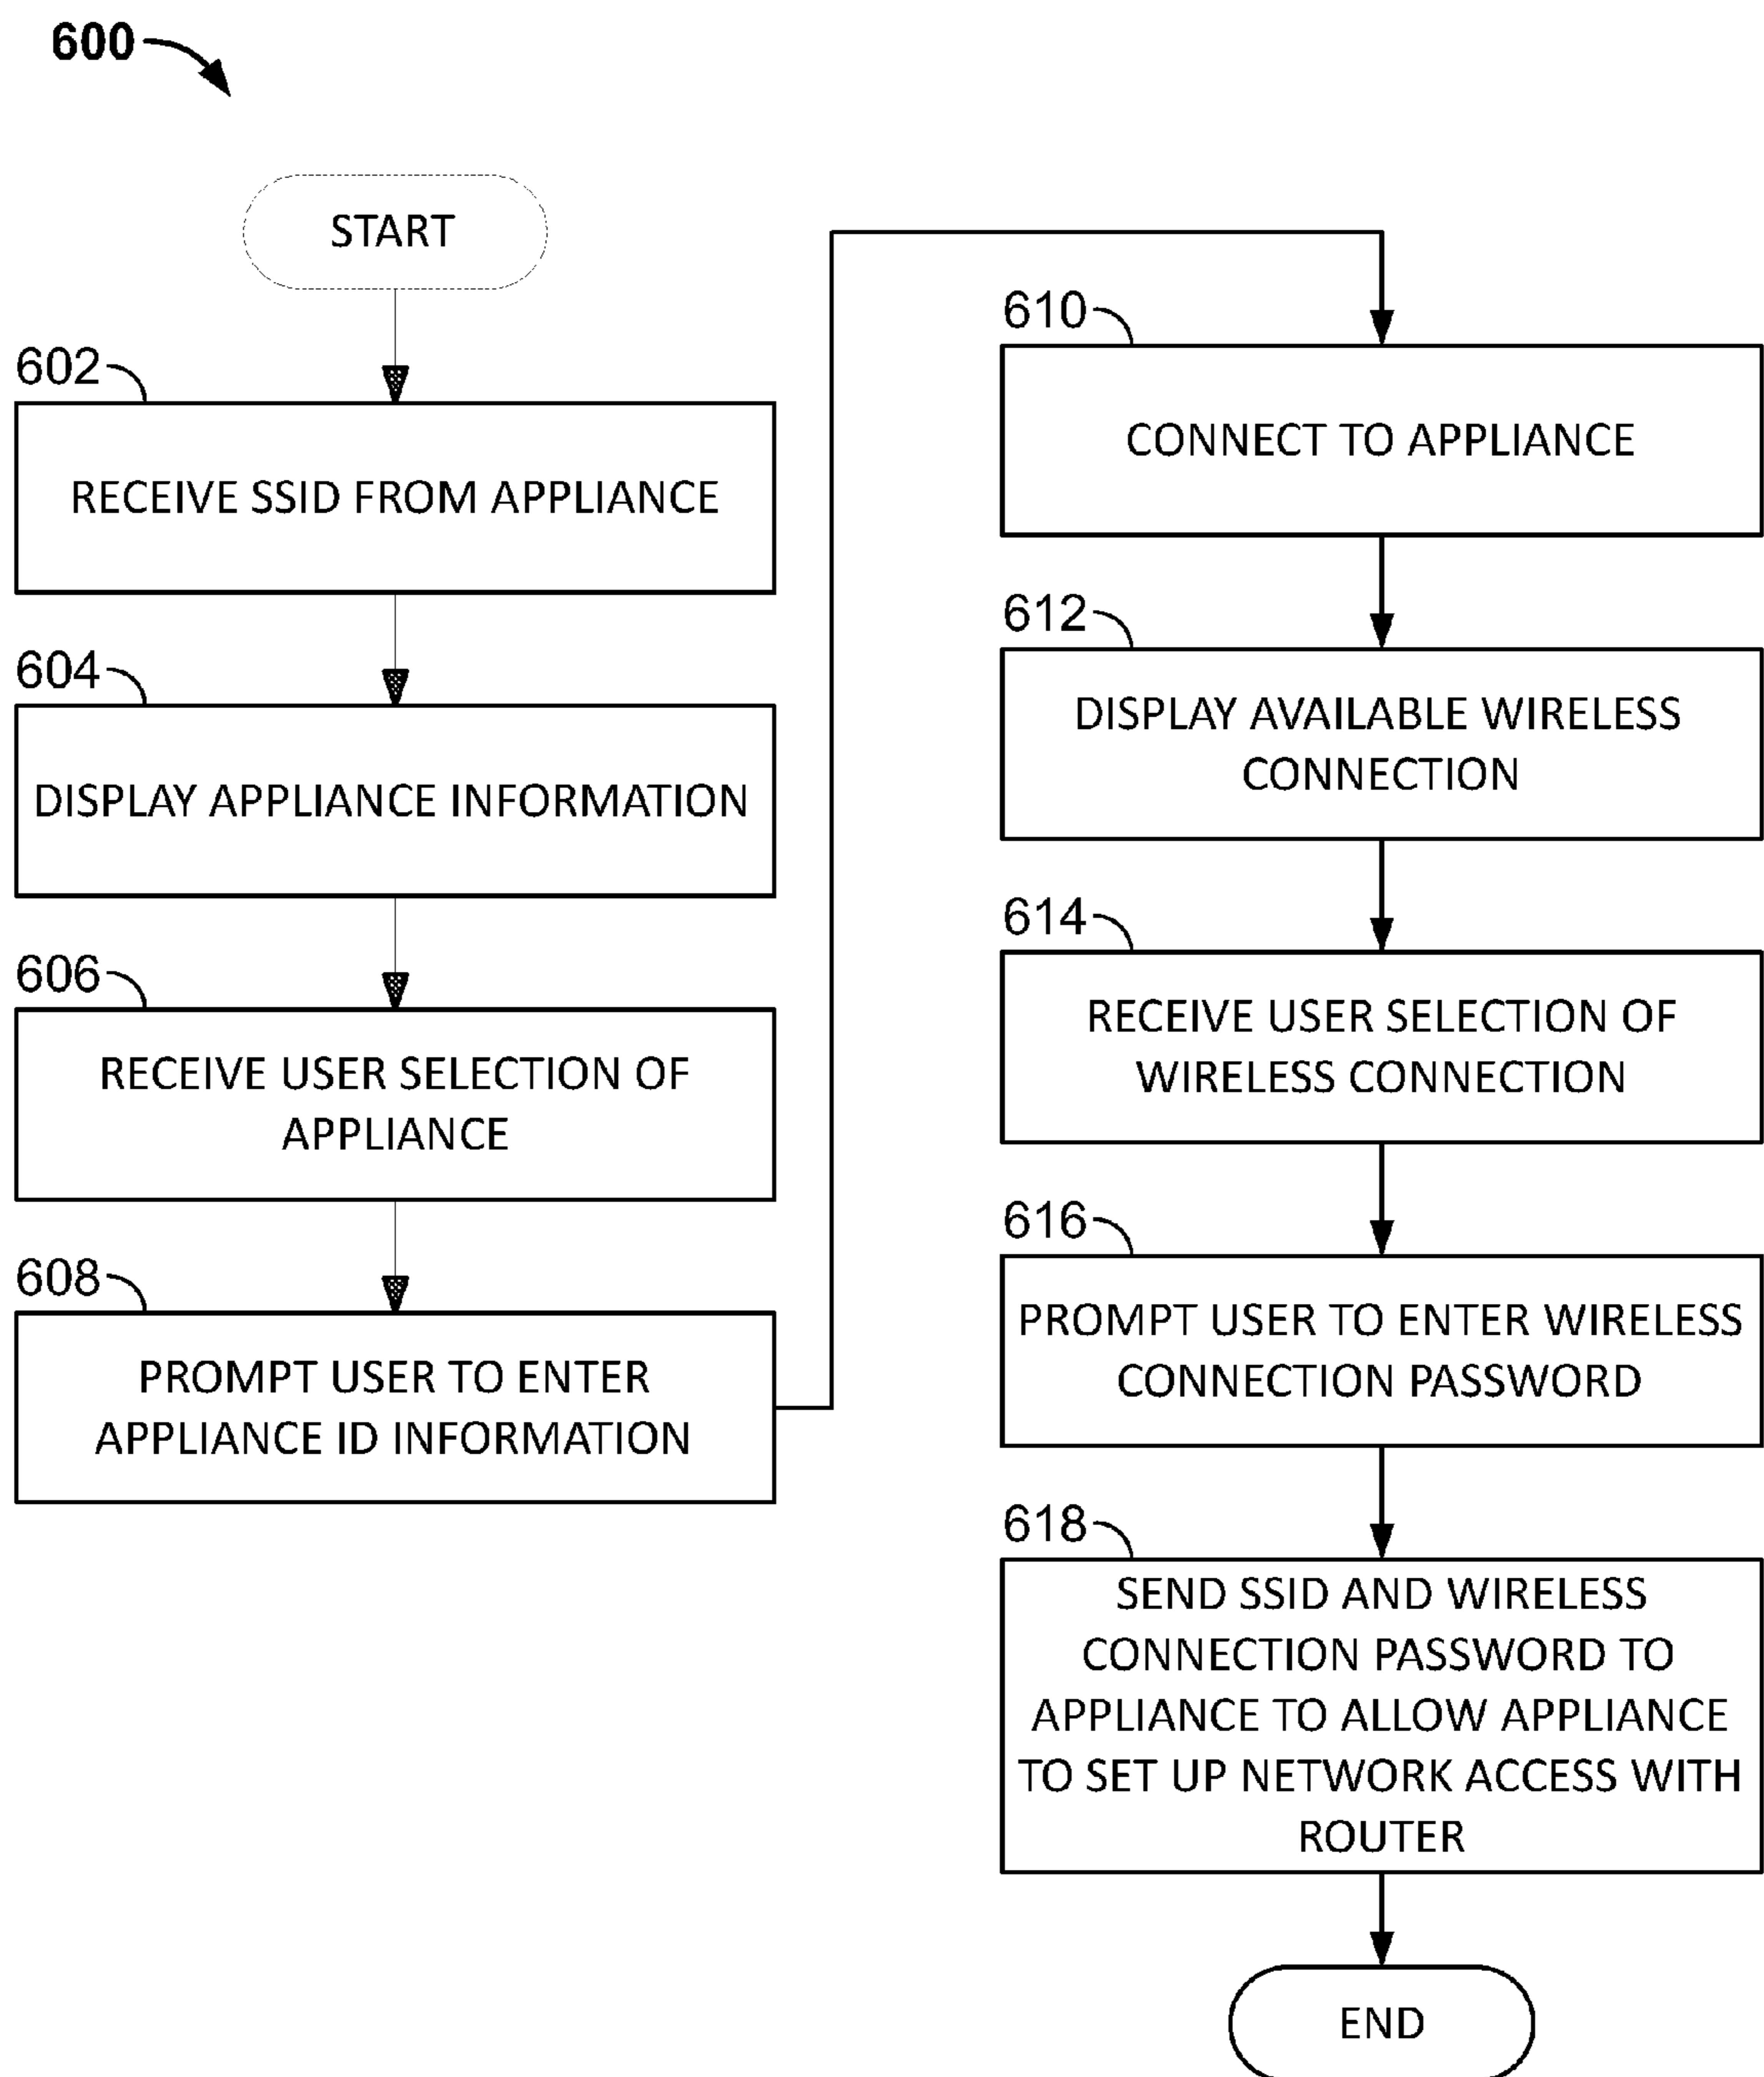 600
START
602
RECEIVE SSID FROM APPLIANCE
604
DISPLAY APPLIANCE INFORMATION
606
RECEIVE USER SELECTION OF
APPLIANCE
608
PROMPT USER TO ENTER
APPLIANCE ID INFORMATION
610
CONNECT TO APPLIANCE
612
DISPLAY AVAILABLE WIRELESS
CONNECTION
614
RECEIVE USER SELECTION OF
WIRELESS CONNECTION
616
PROMPT USER TO ENTER WIRELESS
CONNECTION PASSWORD
618
SEND SSID AND WIRELESS
CONNECTION PASSWORD TO
APPLIANCE TO ALLOW APPLIANCE
TO SET UP NETWORK ACCESS WITH
ROUTER
END